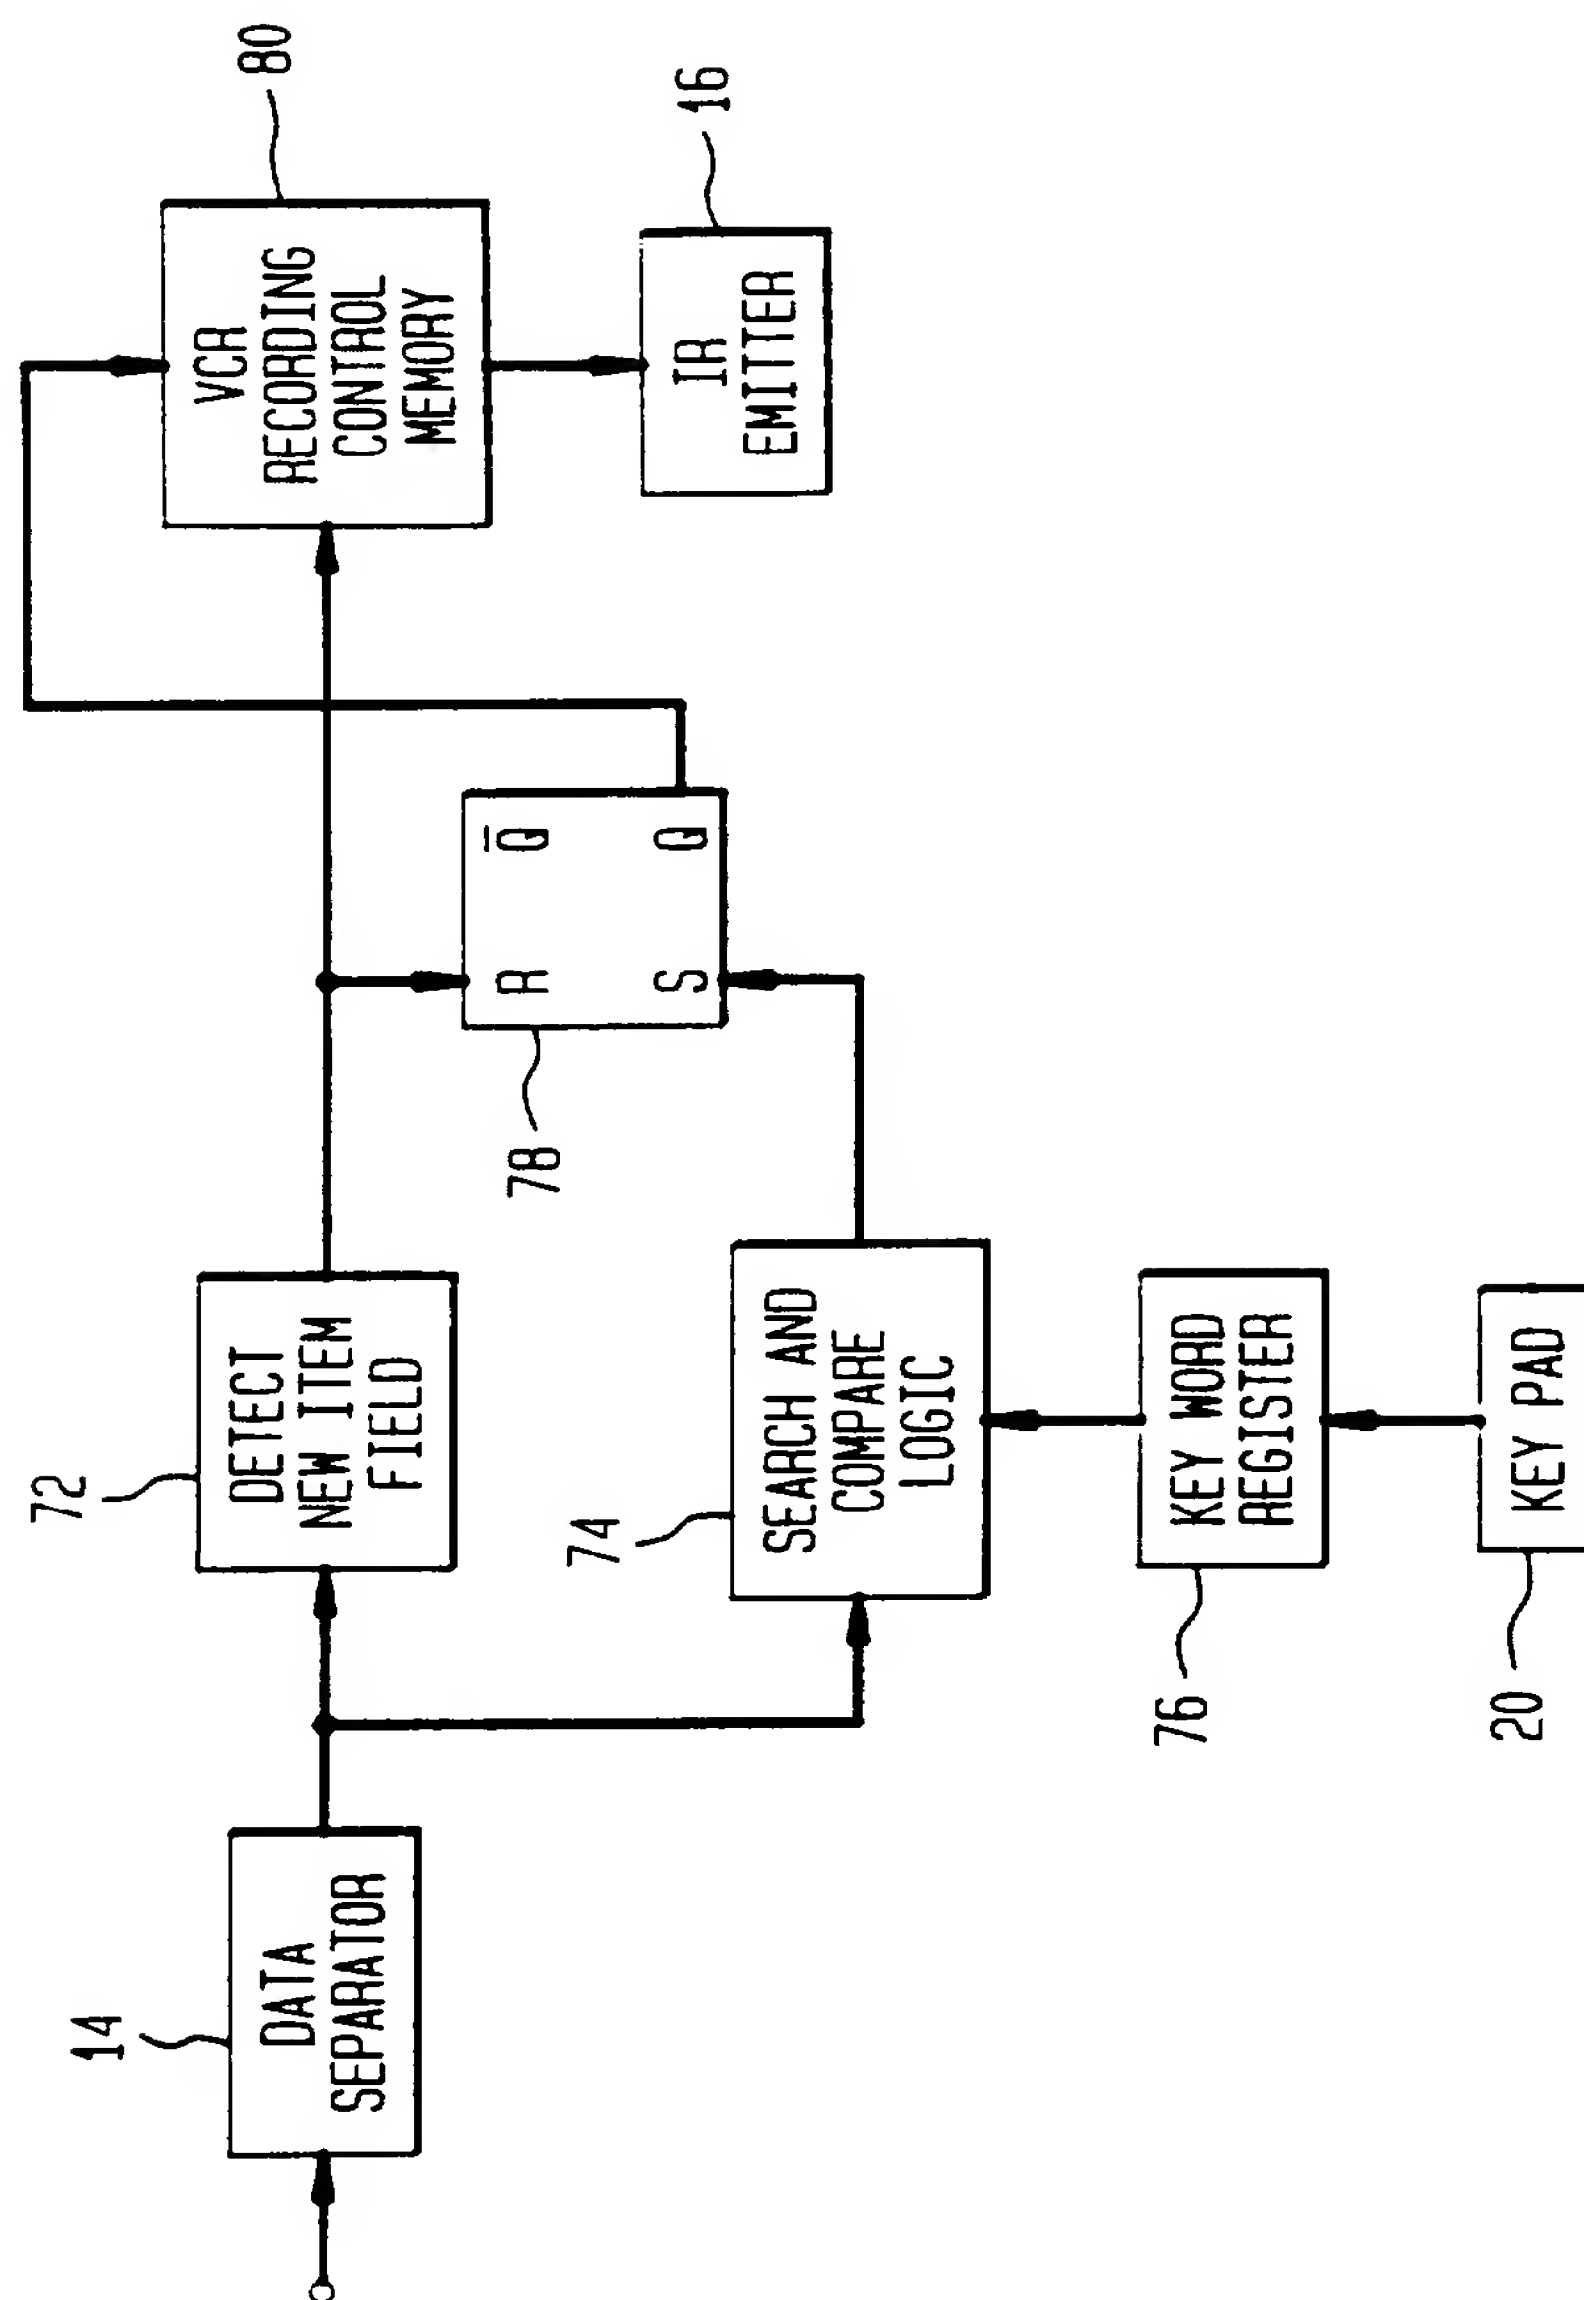 14
DATA
SEPARATOR
72
DETECT
NEW ITEM
FIELD
74
SEARCH AND
COMPARE
LOGIC
76
KEY WORD
REGISTER
20
KEY PAD
78
R
Q̅
S
Q
80
VCR
RECORDING
CONTROL
MEMORY
16
IR
EMITTER